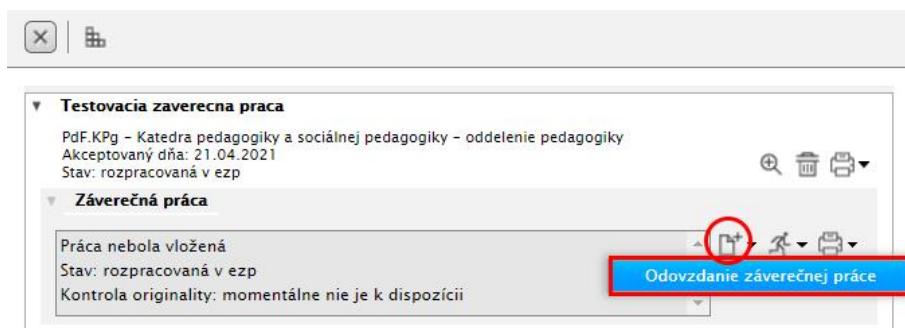 Testovacia zaverecna praca
PdF.KPg - Katedra pedagogiky a sociálnej pedagogiky - oddelenie pedagogiky
Akceptovaný dňa: 21.04.2021
Stav: rozpracovaná v ezp
Záverečná práca
Práca nebola vložená
Stav: rozpracovaná v ezp
Odovzdanie záverečnej práce
Kontrola originality: momentálne nie je k dispozícii